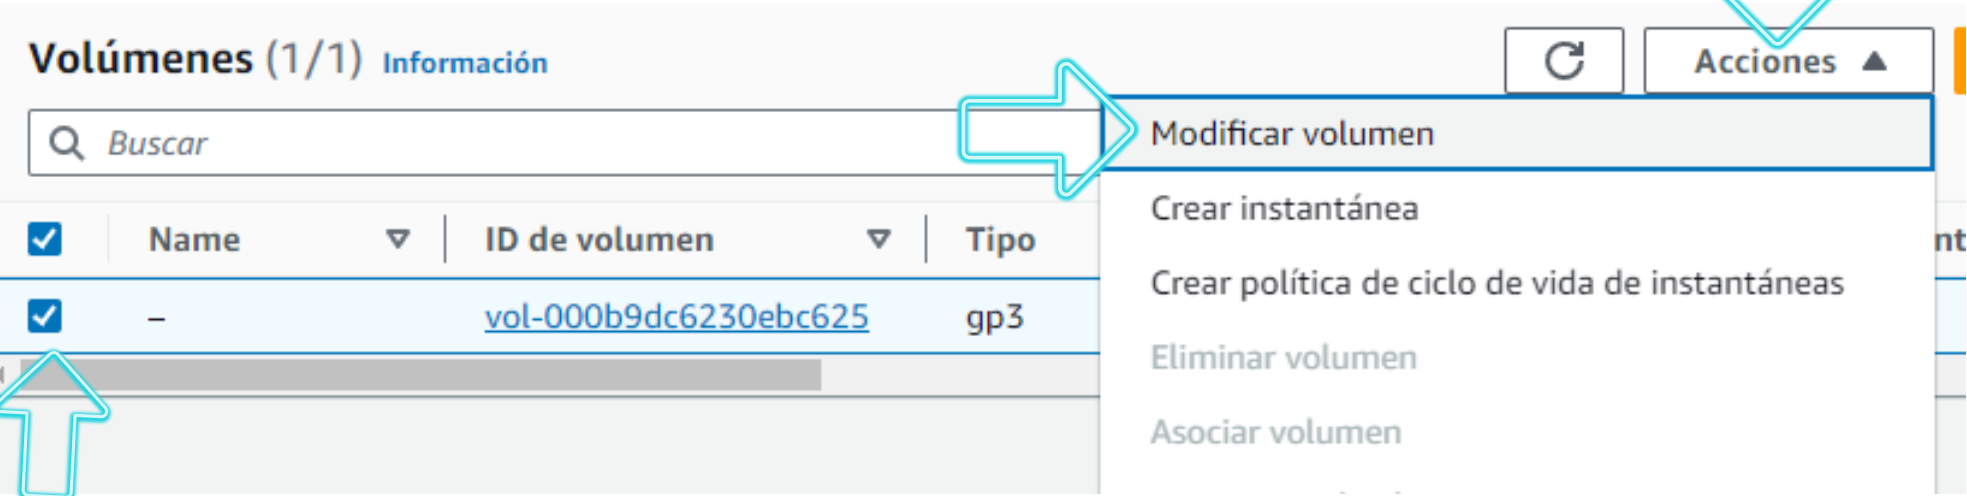 Volúmenes (1/1) Información
Acciones
Buscar
Modificar volumen
Crear instantánea
Name ID de volumen Tipo
nt
Crear política de ciclo de vida de instantáneas
– vol-000b9dc6230ebc625 gp3
Eliminar volumen
Asociar volumen